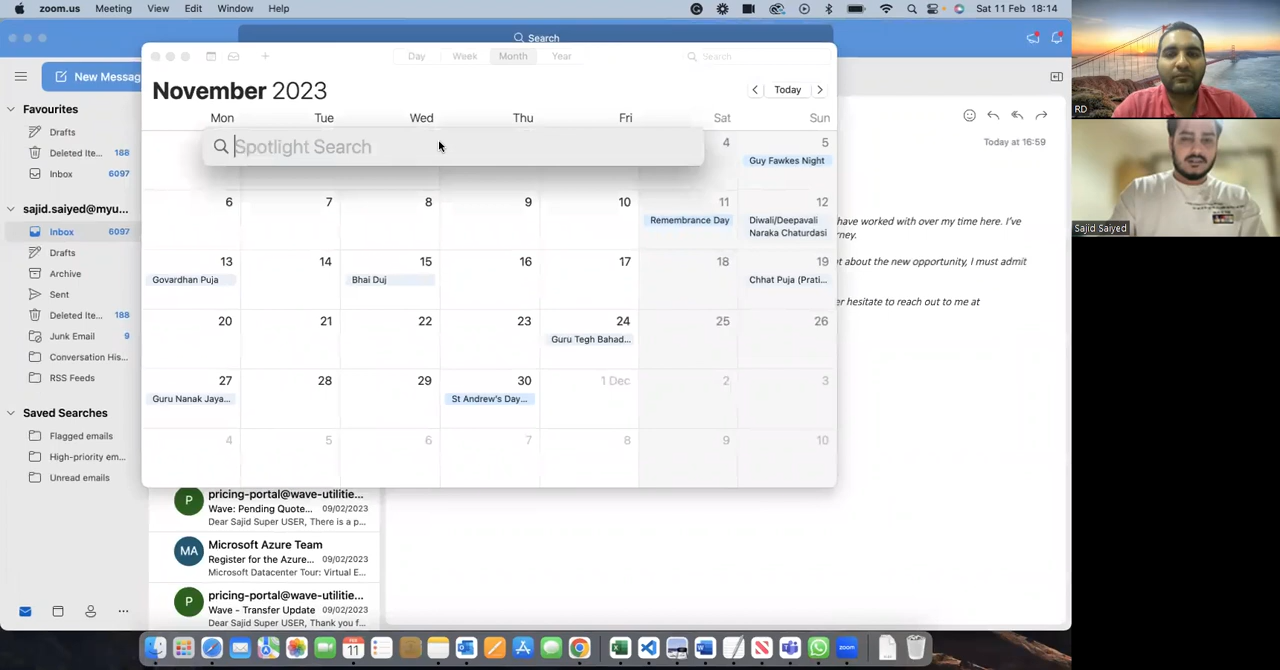 zoom.us Meeting View Edit Window Help Sat 11 Feb 18:14
Search
New Messag
Favourites
Drafts
Deleted Ite... 188
Inbox 6097
sajid.saiyed@myu...
Inbox 6097
Drafts
Archive
Sent
Deleted Ite... 188
Junk Email 9
Conversation His...
RSS Feeds
Saved Searches
Flagged emails
High-priority em...
Unread emails
Day Week Month Year Search
November 2023
Today
Mon Tue Wed Thu Fri Sat Sun
Spotlight Search
4 5
Guy Fawkes Night
6 7 8 9 10 11 12
Remembrance Day Diwali/Deepavali
Naraka Chaturdasi
13 14 15 16 17 18 19
Govardhan Puja Bhai Duj Chhat Puja (Prati...
20 21 22 23 24 25 26
Guru Tegh Bahad...
27 28 29 30 1 Dec 2 3
Guru Nanak Jaya... St Andrew's Day...
4 5 6 7 8 9 10
pricing-portal@wave-utilitie...
Wave: Pending Quote... 09/02/2023
Dear Sajid Super USER, There is a p...
MA
Microsoft Azure Team
Register for the Azure... 09/02/2023
Microsoft Datacenter Tour: Virtual E...
P
pricing-portal@wave-utilitie...
Wave - Transfer Update 09/02/2023
Dear Sajid Super USER, Thank you f...
P
Today at 16:59
have worked with over my time here. I've
rney.
t about the new opportunity, I must admit
er hesitate to reach out to me at
FEB
11
zoom
RD
Sajid Saiyed